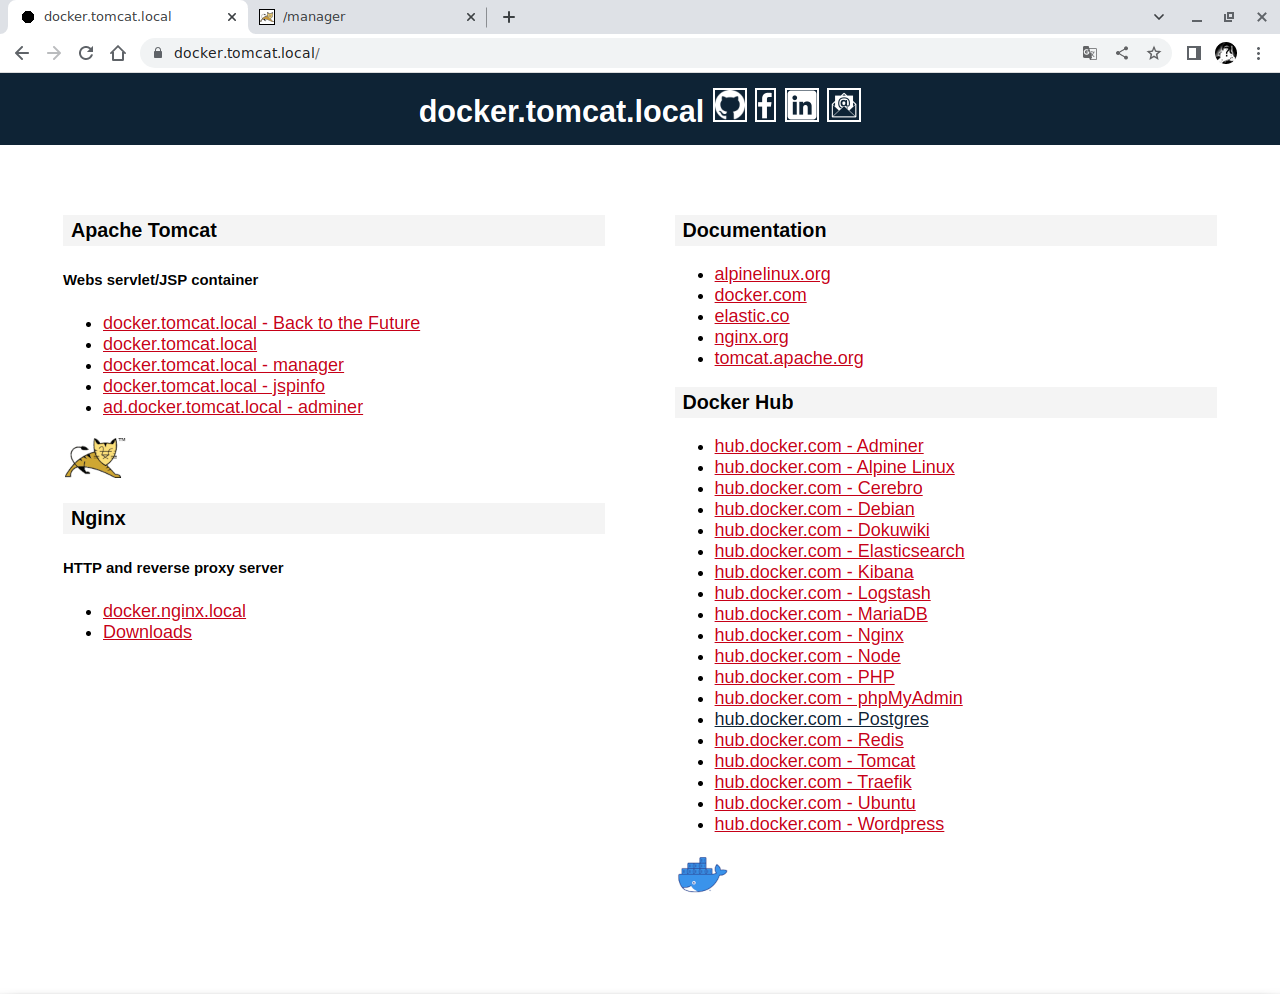 docker.tomcat.local
/manager
docker.tomcat.local/
docker.tomcat.local
Apache Tomcat
Webs servlet/JSP container
docker.tomcat.local - Back to the Future
docker.tomcat.local
docker.tomcat.local - manager
docker.tomcat.local - jspinfo
ad.docker.tomcat.local - adminer
TM
Nginx
HTTP and reverse proxy server
docker.nginx.local
Downloads
Documentation
alpinelinux.org
docker.com
elastic.co
nginx.org
tomcat.apache.org
Docker Hub
hub.docker.com - Adminer
hub.docker.com - Alpine Linux
hub.docker.com - Cerebro
hub.docker.com - Debian
hub.docker.com - Dokuwiki
hub.docker.com - Elasticsearch
hub.docker.com - Kibana
hub.docker.com - Logstash
hub.docker.com - MariaDB
hub.docker.com - Nginx
hub.docker.com - Node
hub.docker.com - PHP
hub.docker.com - phpMyAdmin
hub.docker.com - Postgres
hub.docker.com - Redis
hub.docker.com - Tomcat
hub.docker.com - Traefik
hub.docker.com - Ubuntu
hub.docker.com - Wordpress